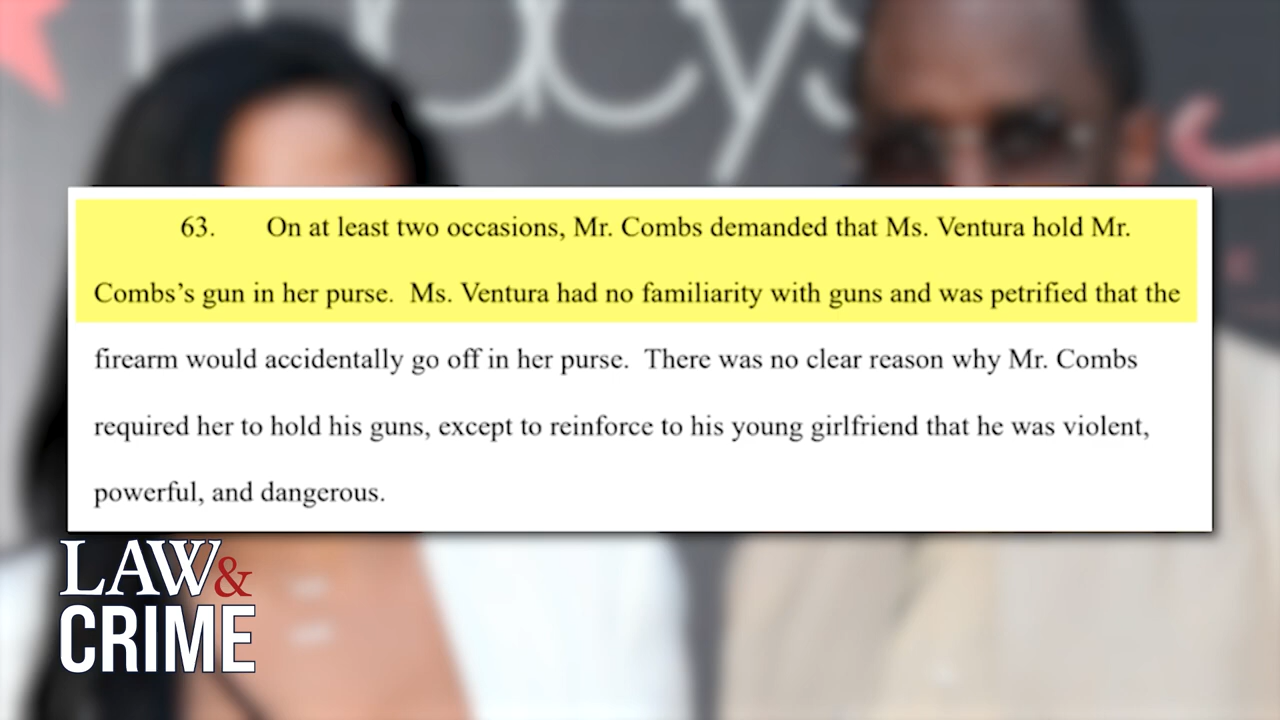 macys
63. On at least two occasions, Mr. Combs demanded that Ms. Ventura hold Mr.
Combs’s gun in her purse. Ms. Ventura had no familiarity with guns and was petrified that the
firearm would accidentally go off in her purse. There was no clear reason why Mr. Combs
required her to hold his guns, except to reinforce to his young girlfriend that he was violent,
powerful, and dangerous.
LAW&
CRIME